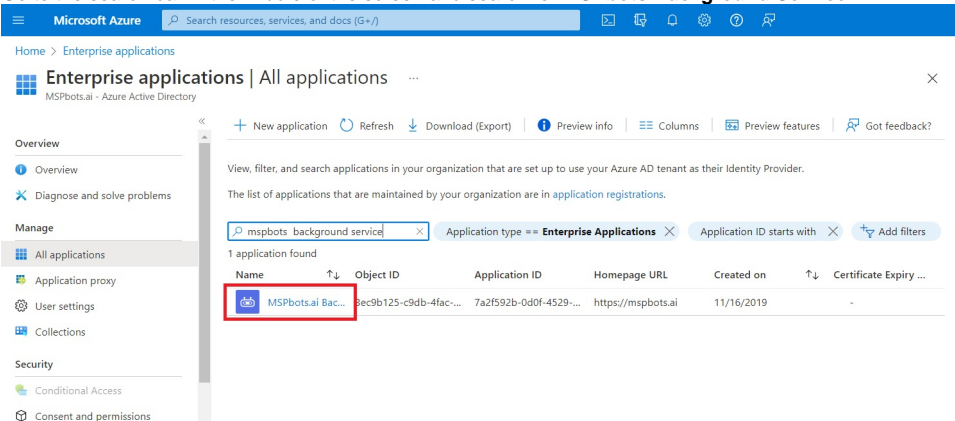 Microsoft Azure
Search resources, services, and docs (G+/)
Home > Enterprise applications
Enterprise applications | All applications ...
MSPbots.ai - Azure Active Directory
New application Refresh Download (Export) Preview info Columns Preview features Got feedback?
Overview
Overview
Diagnose and solve problems
Manage
All applications
Application proxy
User settings
Collections
Security
Conditional Access
Consent and permissions
View, filter, and search applications in your organization that are set up to use your Azure AD tenant as their Identity Provider.
The list of applications that are maintained by your organization are in application registrations.
mspbots background service
Application type == Enterprise Applications
Application ID starts with
Add filters
1 application found
Name Object ID Application ID Homepage URL Created on Certificate Expiry ...
MSPbots.ai Bac... 8ec9b125-c9db-4fac-... 7a2f592b-0d0f-4529-... https://mspbots.ai 11/16/2019 -